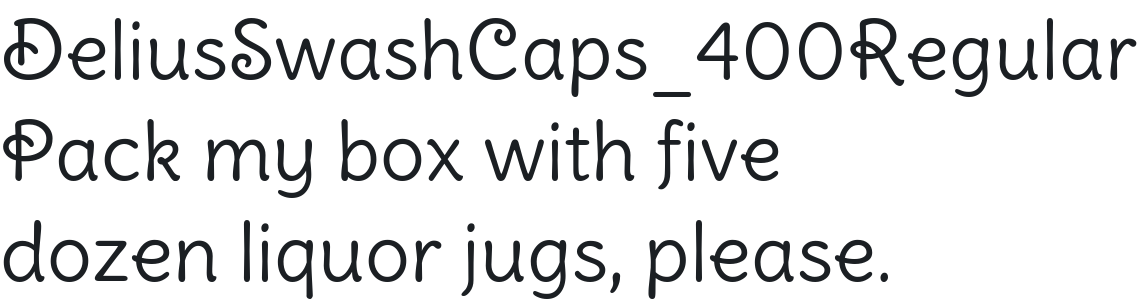 DeliusSwashCaps_400Regular
Pack my box with five
dozen liquor jugs, please.